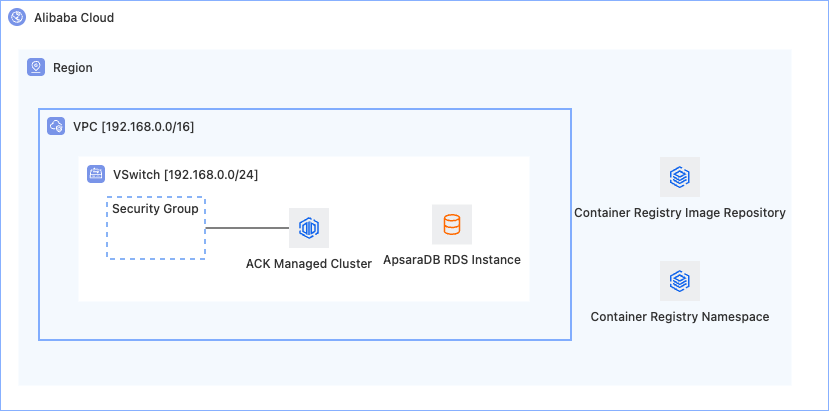 Alibaba Cloud
Region
VPC [192.168.0.0/16]
VSwitch [192.168.0.0/24]
Security Group
ACK Managed Cluster
ApsaraDB RDS Instance
Container Registry Image Repository
Container Registry Namespace